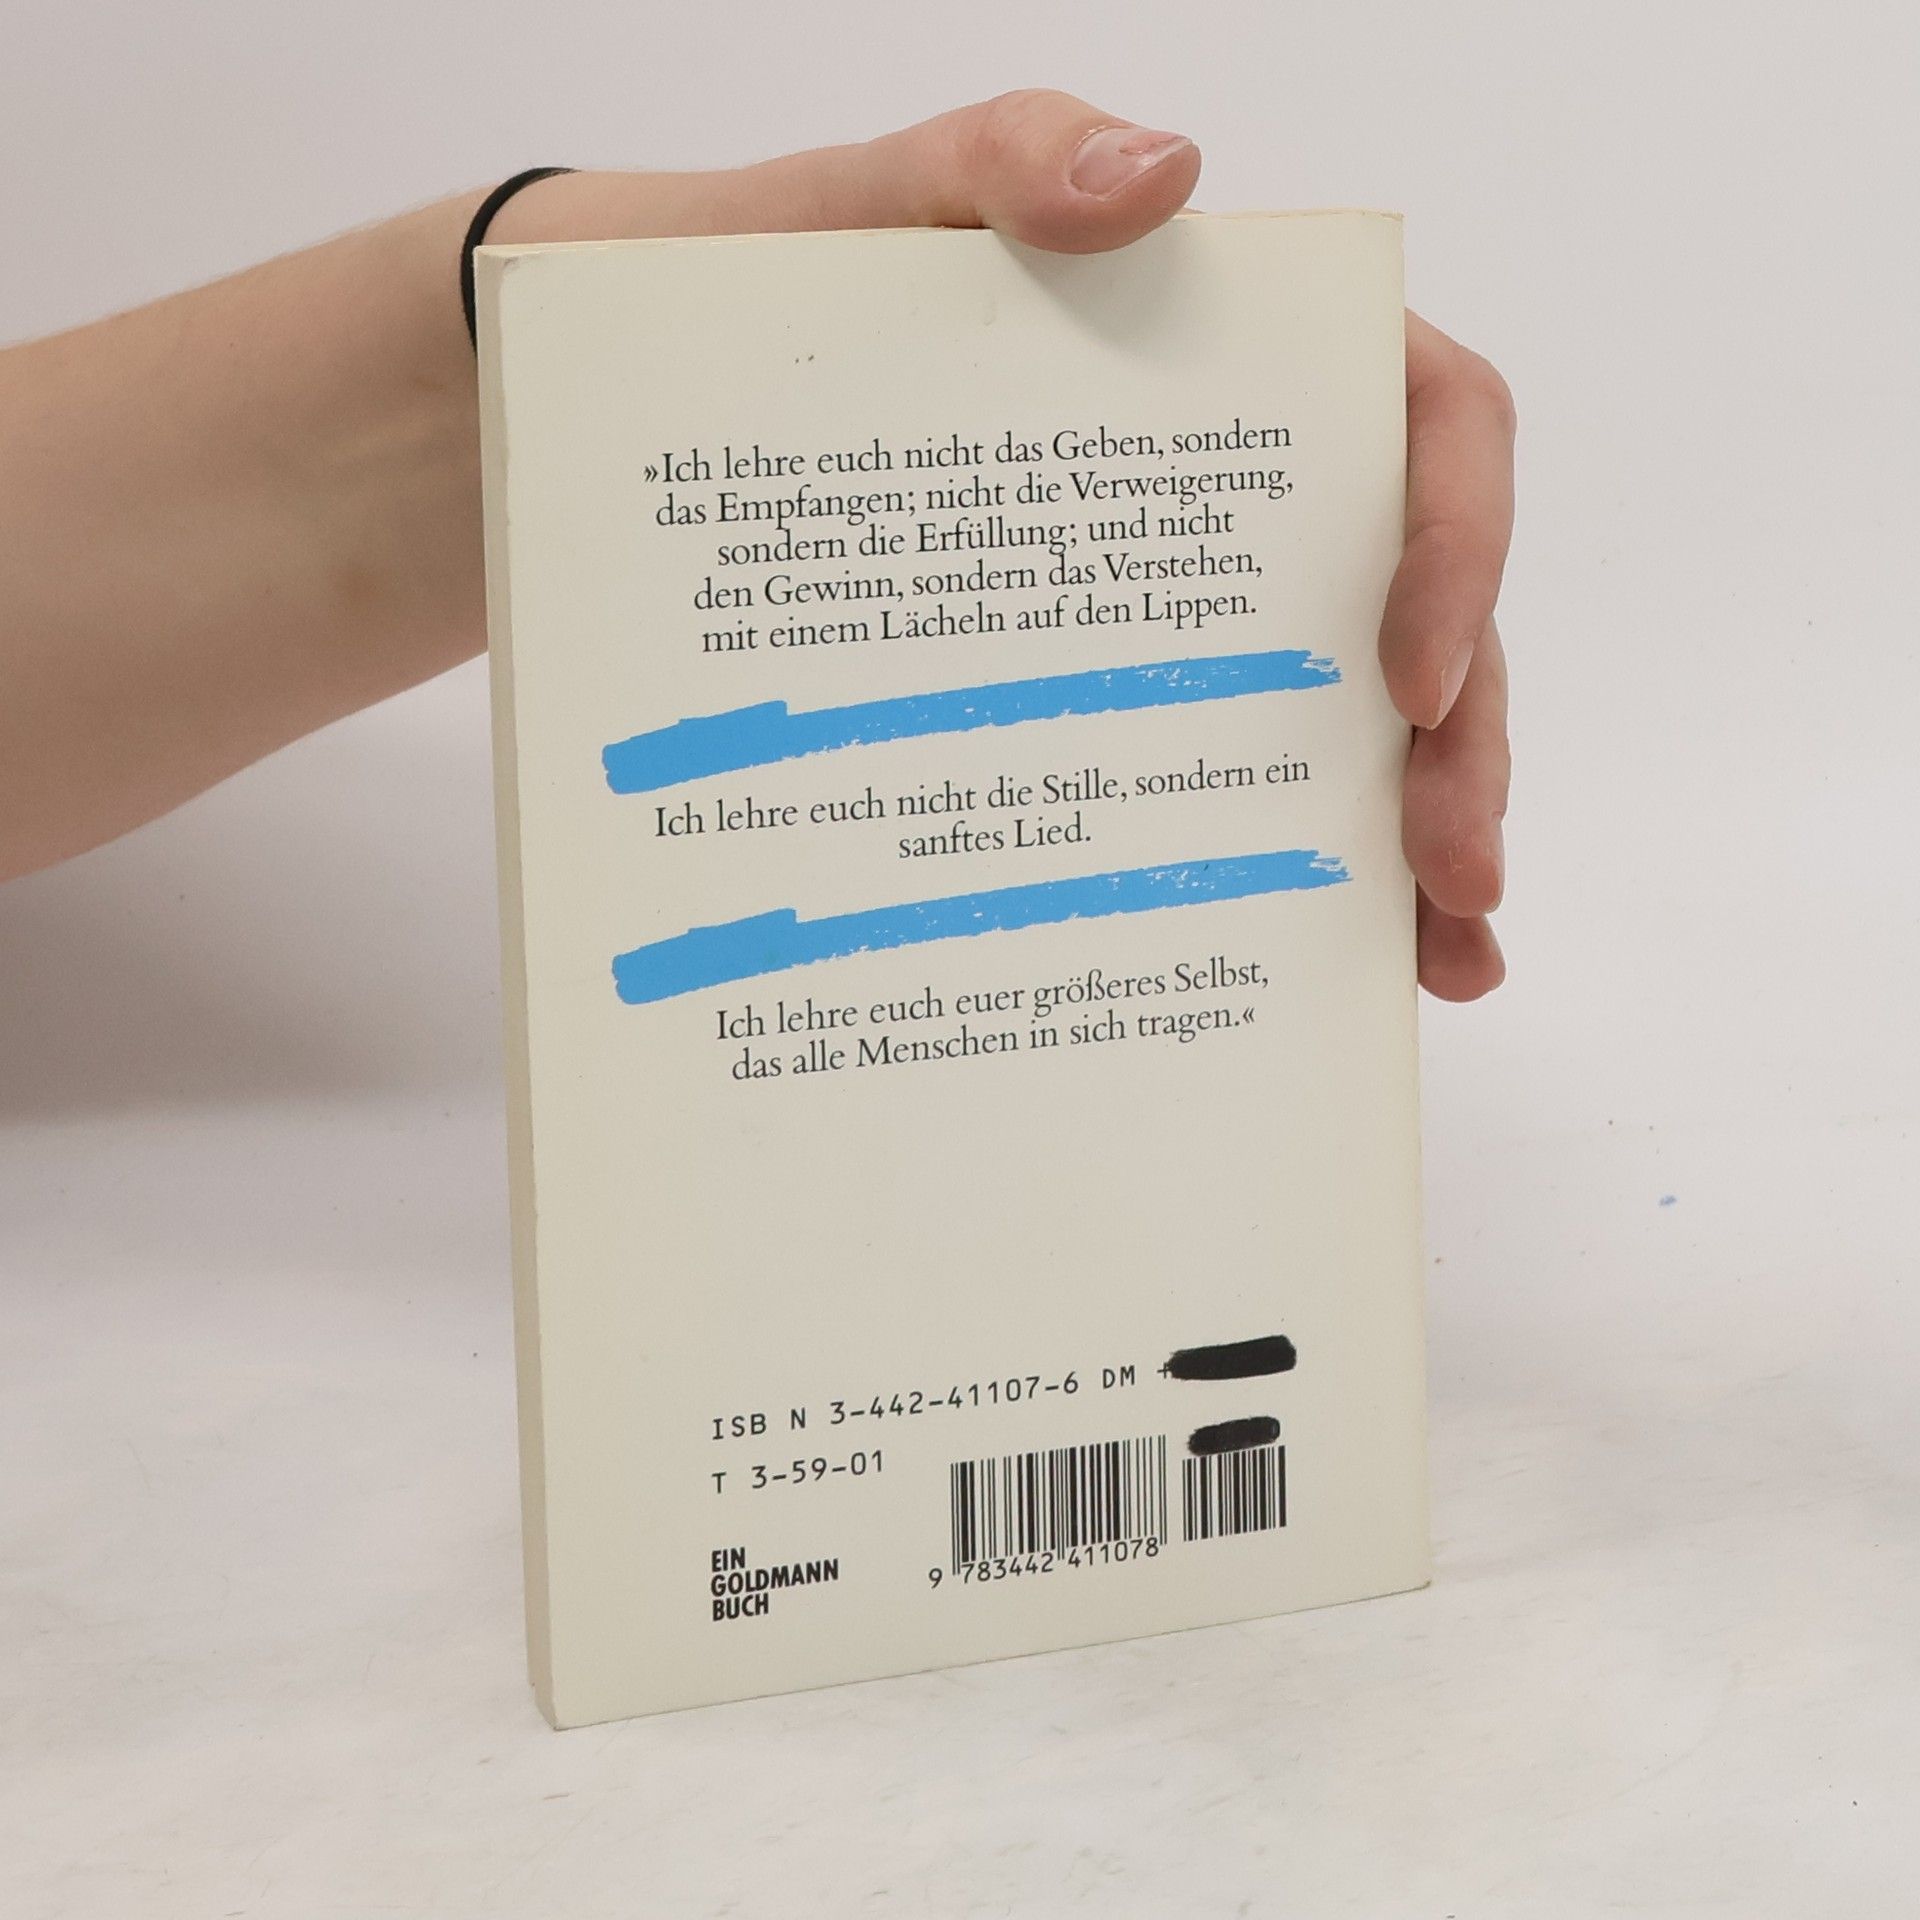 »Ich lehre euch nicht das Geben, sondern
das Empfangen; nicht die Verweigerung,
sondern die Erfüllung; und nicht
den Gewinn, sondern das Verstehen,
mit einem Lächeln auf den Lippen.
Ich lehre euch nicht die Stille, sondern ein
sanftes Lied.
Ich lehre euch euer größeres Selbst,
das alle Menschen in sich tragen.«
ISB N 3-442-41107-6 DM +
T 3-59-01
EIN
GOLDMANN
BUCH
9 783442 411078